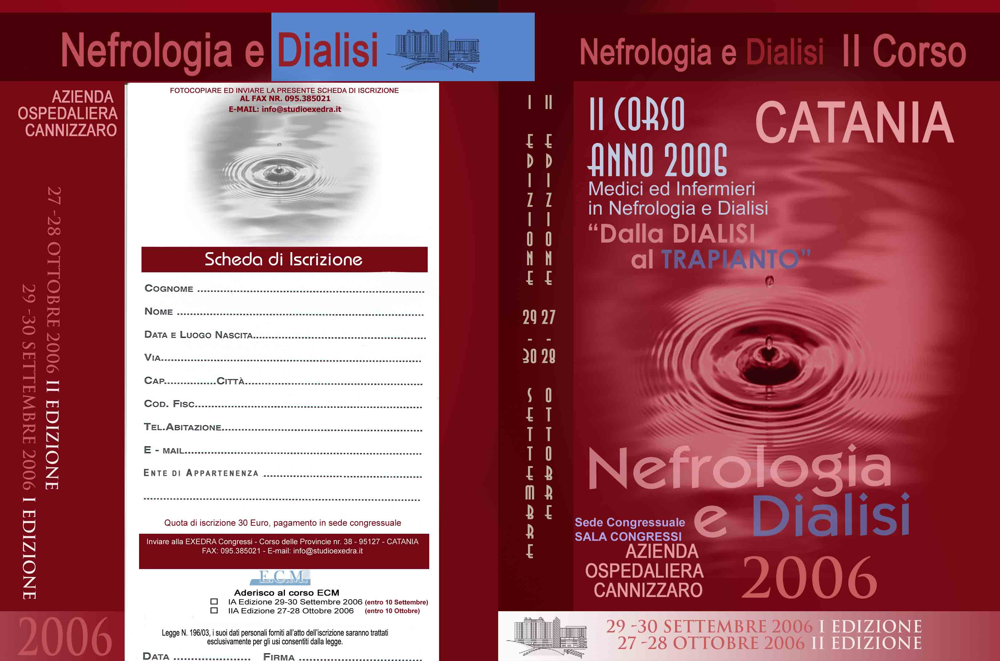 Nefrologia e Dialisi
AZIENDA
OSPEDALIERA
CANNIZZARO
27 -28 OTTOBRE 2006 II EDIZIONE
29 -30 SETTEMBRE 2006 I EDIZIONE
2006
FOTOCOPIARE ED INVIARE LA PRESENTE SCHEDA DI ISCRIZIONE
AL FAX NR. 095.385021
E-MAIL: info@studioexedra.it
Scheda di Iscrizione
COGNOME
NOME
DATA E LUOGO NASCITA
VIA
CAP CITTÀ
COD. FISC.
TEL.ABITAZIONE
E - MAIL
ENTE DI APPARTENENZA
Quota di iscrizione 30 Euro, pagamento in sede congressuale
Inviare alla EXEDRA Congressi - Corso delle Provincie nr. 38 - 95127 - CATANIA
FAX: 095.385021 - E-mail: info@studioexedra.it
E.C.M.
Aderisco al corso ECM
IA Edizione 29-30 Settembre 2006 (entro 10 Settembre)
IIA Edizione 27-28 Ottobre 2006 (entro 10 Ottobre)
Legge N. 196/03, i suoi dati personali forniti all'atto dell'iscrizione saranno trattati
esclusivamente per gli usi consentiti dalla legge.
DATA FIRMA
I EDIZIONE 29 - 30 SETTEMBRE
II EDIZIONE 27 - 28 OTTOBRE
Nefrologia e Dialisi II Corso
II CORSO
ANNO 2006
CATANIA
Medici ed Infermieri
in Nefrologia e Dialisi
“Dalla DIALISI
al TRAPIANTO”
Nefrologia
e Dialisi
Sede Congressuale
SALA CONGRESSI
AZIENDA
OSPEDALIERA
CANNIZZARO
2006
29 -30 SETTEMBRE 2006 I EDIZIONE
27 -28 OTTOBRE 2006 II EDIZIONE